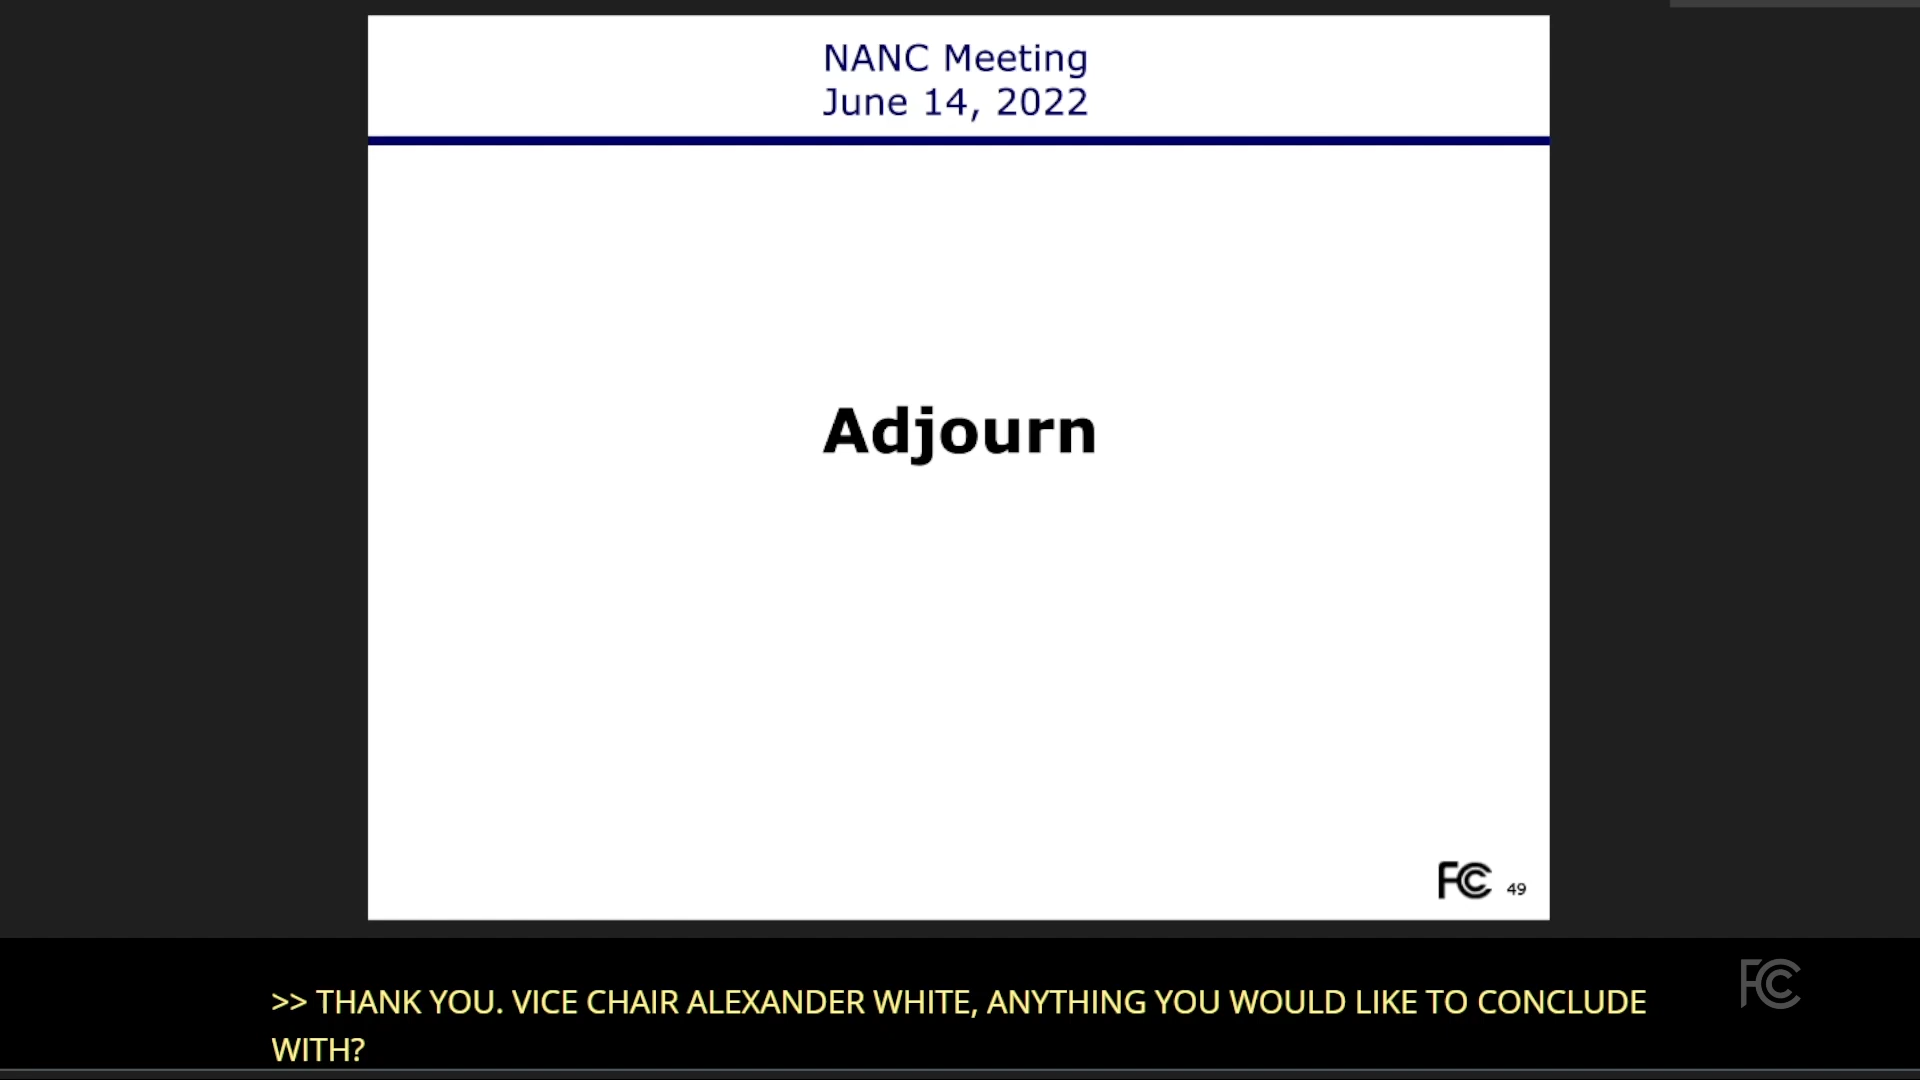 NANC Meeting
June 14, 2022
Adjourn
FCC 49
FCC
>> THANK YOU. VICE CHAIR ALEXANDER WHITE, ANYTHING YOU WOULD LIKE TO CONCLUDE
WITH?